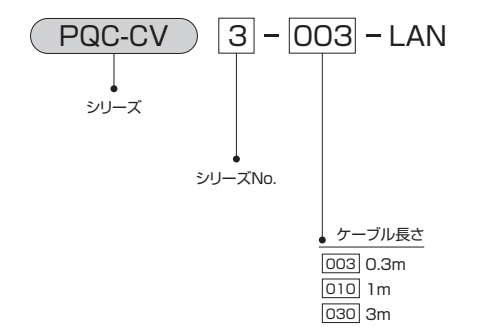 PQC-CV 3 - 003 - LAN
シリーズ
シリーズNo.
ケーブル長さ
003 0.3m
010 1m
030 3m